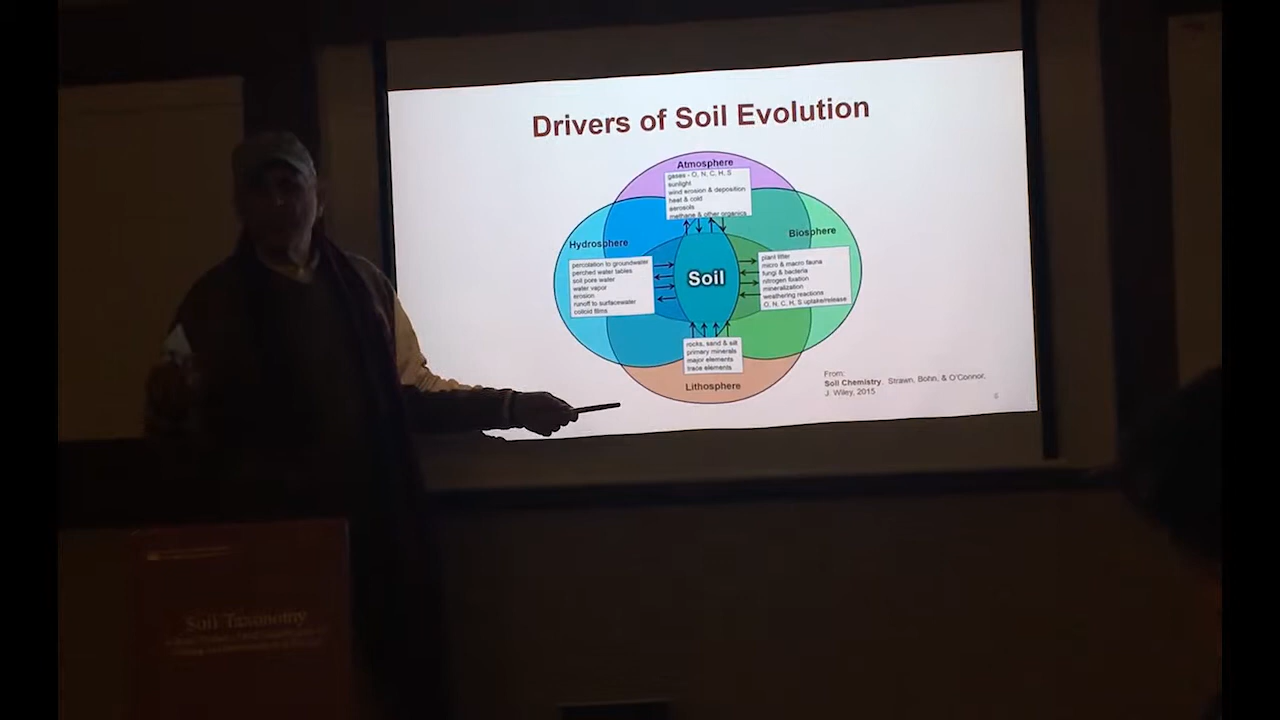 Drivers of Soil Evolution
Atmosphere
gases - O, N, C, H, S
sunlight
wind erosion & deposition
heat & cold
aerosols
methane & other organics
Hydrosphere
percolation to groundwater
perched water tables
soil pore water
water vapor
erosion
runoff to surfacewater
colloid films
Soil
Biosphere
plant litter
micro & macro fauna
fungi & bacteria
nitrogen fixation
mineralization
weathering reactions
O, N, C, H, S uptake/release
rocks, sand & silt
primary minerals
major elements
trace elements
Lithosphere
From:
Soil Chemistry, Strawn, Bohn, & O'Connor,
J. Wiley, 2015
6
Soil Taxonomy